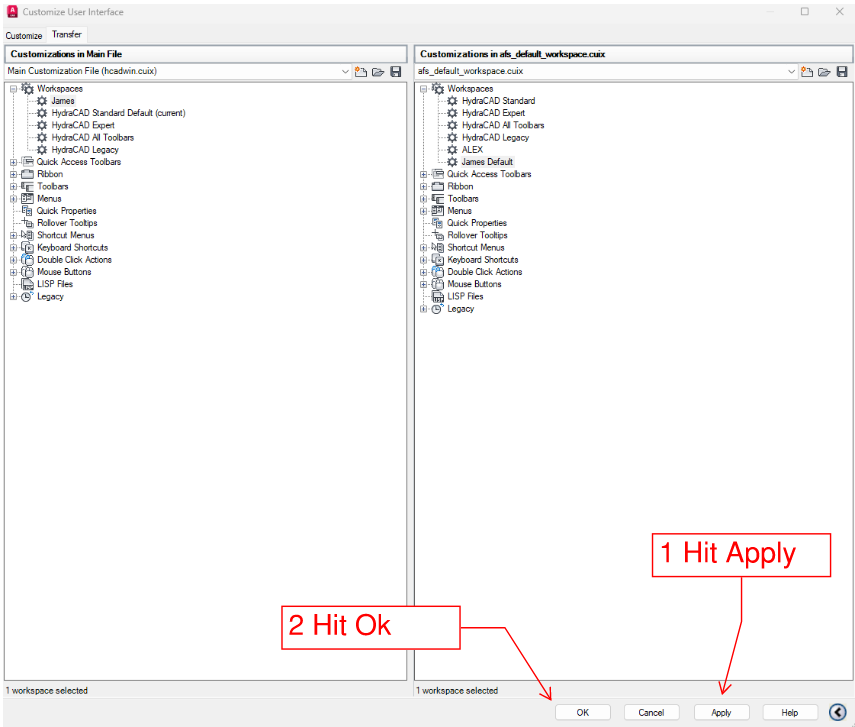 Customize User Interface
Customize Transfer
Customizations in Main File
Main Customization File (hcadwin.cuix)
Workspaces
James
HydraCAD Standard Default (current)
HydraCAD Expert
HydraCAD All Toolbars
HydraCAD Legacy
Quick Access Toolbars
Ribbon
Toolbars
Menus
Quick Properties
Rollover Tooltips
Shortcut Menus
Keyboard Shortcuts
Double Click Actions
Mouse Buttons
LISP Files
Legacy
1 workspace selected
Customizations in afs_default_workspace.cuix
afs_default_workspace.cuix
Workspaces
HydraCAD Standard
HydraCAD Expert
HydraCAD All Toolbars
HydraCAD Legacy
ALEX
James Default
Quick Access Toolbars
Ribbon
Toolbars
Menus
Quick Properties
Rollover Tooltips
Shortcut Menus
Keyboard Shortcuts
Double Click Actions
Mouse Buttons
LISP Files
Legacy
1 workspace selected
1 Hit Apply
2 Hit Ok
OK Cancel Apply Help